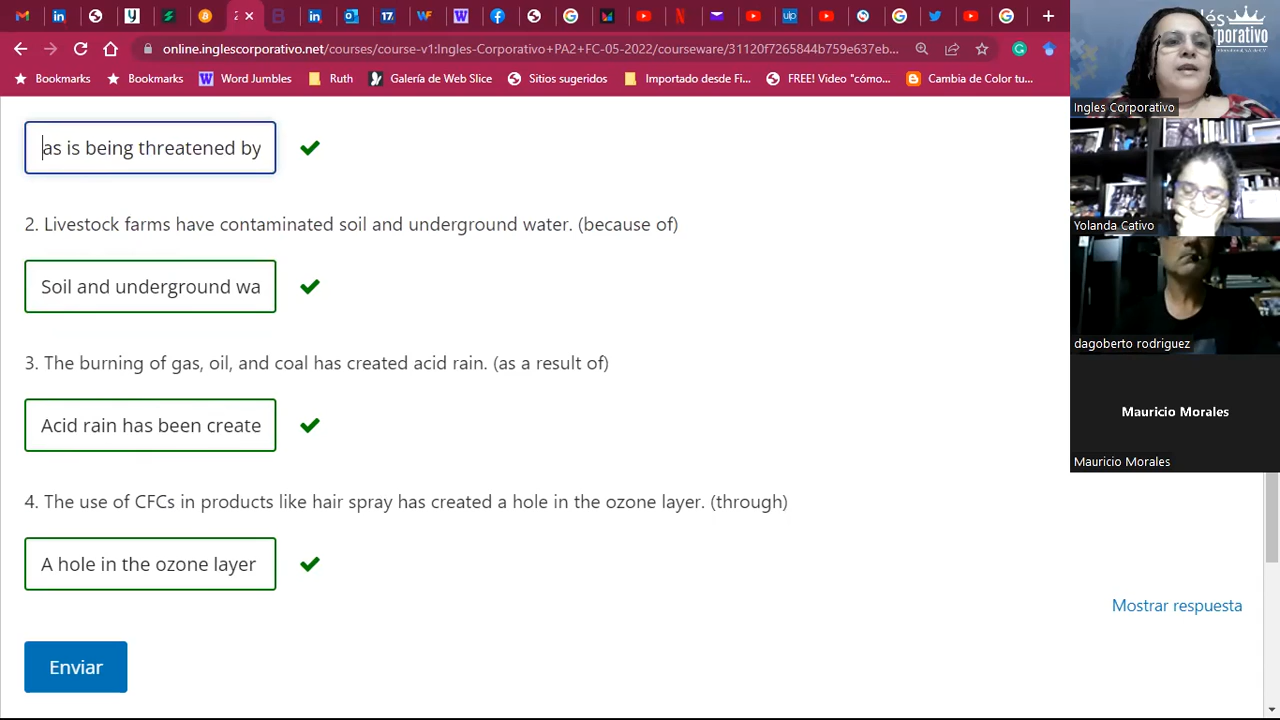 online.inglescorporativo.net/courses/course-v1:Ingles-Corporativo+PA2+FC-05-2022/courseware/31120f7265844b759e637eb...
Bookmarks Bookmarks Word Jumbles Ruth Galería de Web Slice Sitios sugeridos Importado desde Fi... FREE! Video "cómo... Cambia de Color tu...
as is being threatened by
2. Livestock farms have contaminated soil and underground water. (because of)
Soil and underground wa
3. The burning of gas, oil, and coal has created acid rain. (as a result of)
Acid rain has been create
4. The use of CFCs in products like hair spray has created a hole in the ozone layer. (through)
A hole in the ozone layer
Mostrar respuesta
Enviar
Ingles Corporativo
Yolanda Cativo
dagoberto rodriguez
Mauricio Morales
Mauricio Morales